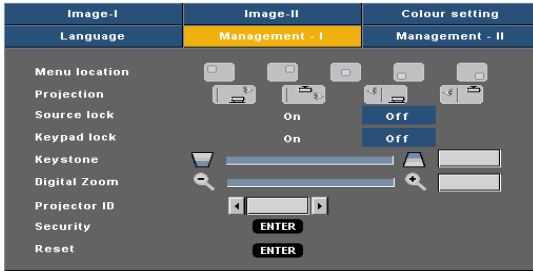 Image-I Image-II Colour setting
Language Management - I Management - II
Menu location
Projection
Source lock On Off
Keypad lock On Off
Keystone
Digital Zoom
Projector ID
Security ENTER
Reset ENTER